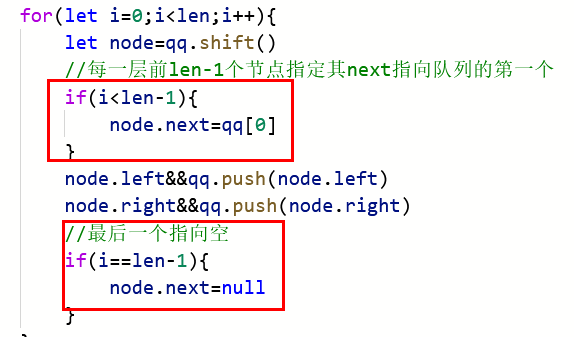 for(let i=0;i<len;i++){
let node=qq.shift()
//每一层前len-1个节点指定其next指向队列的第一个
if(i<len-1){
node.next=qq[0]
}
node.left&&qq.push(node.left)
node.right&&qq.push(node.right)
//最后一个指向空
if(i==len-1){
node.next=null
}